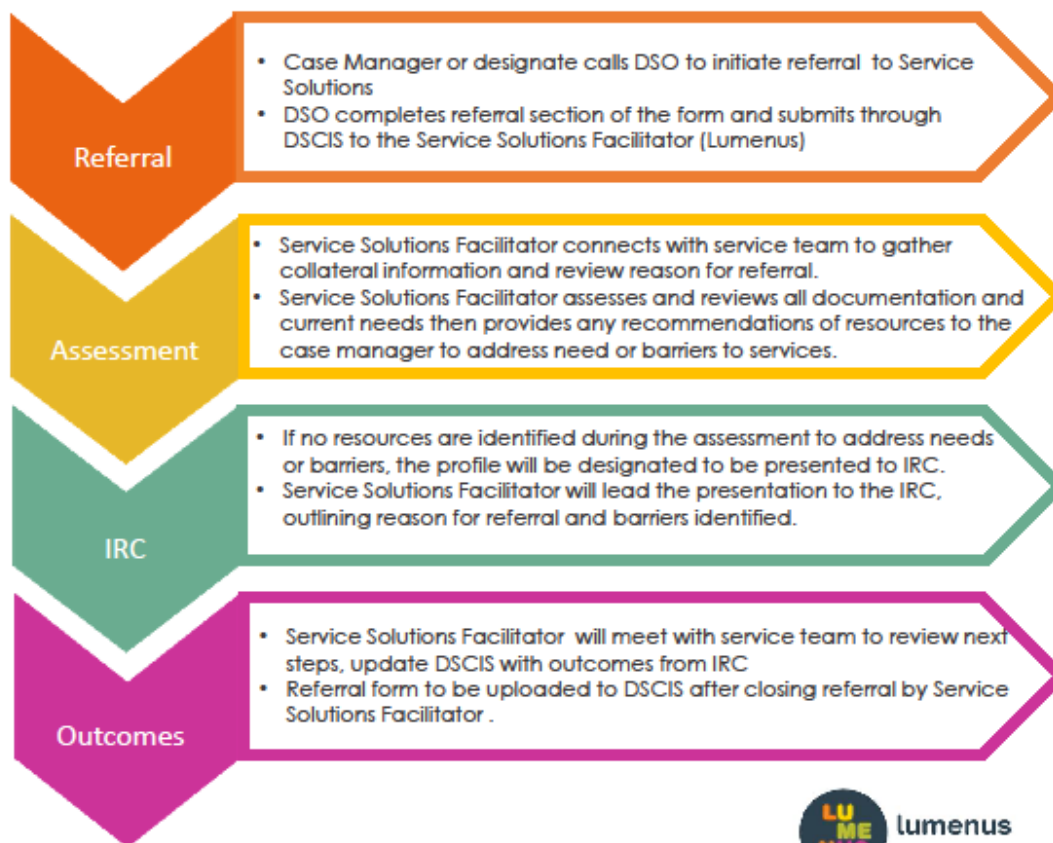 Referral
• Case Manager or designate calls DSO to initiate referral to Service
Solutions
• DSO completes referral section of the form and submits through
DSCIS to the Service Solutions Facilitator (Lumenus)
Assessment
• Service Solutions Facilitator connects with service team to gather
collateral information and review reason for referral.
• Service Solutions Facilitator assesses and reviews all documentation and
current needs then provides any recommendations of resources to the
case manager to address need or barriers to services.
IRC
• If no resources are identified during the assessment to address needs
or barriers, the profile will be designated to be presented to IRC.
• Service Solutions Facilitator will lead the presentation to the IRC,
outlining reason for referral and barriers identified.
Outcomes
• Service Solutions Facilitator will meet with service team to review next
steps, update DSCIS with outcomes from IRC
• Referral form to be uploaded to DSCIS after closing referral by Service
Solutions Facilitator .
LU
ME
lumenus